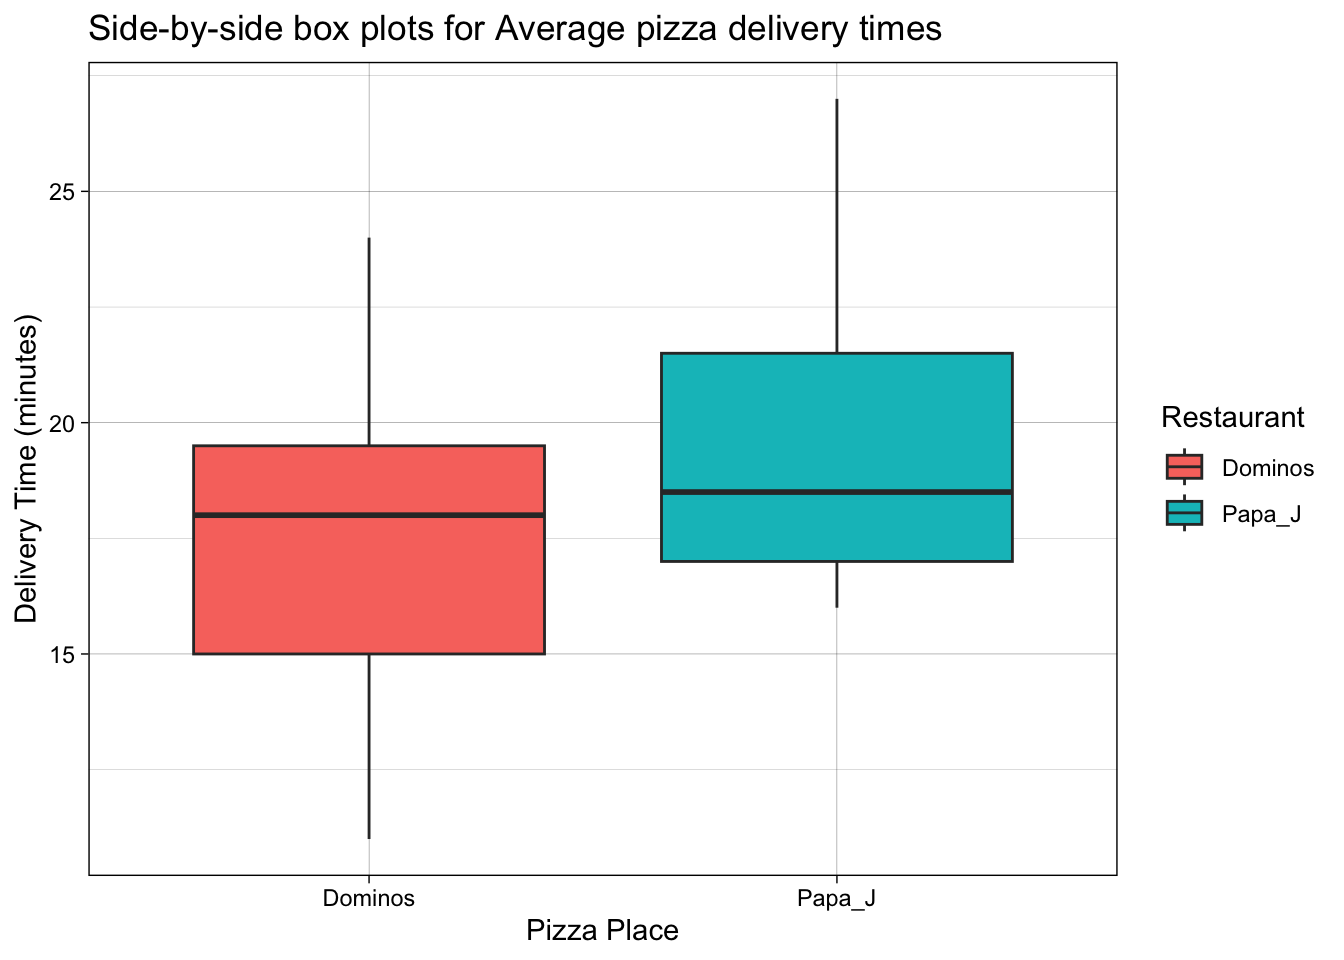 Side-by-side box plots for Average pizza delivery times
Delivery Time (minutes)
25
20
15
Dominos
Papa_J
Pizza Place
Restaurant
Dominos
Papa_J